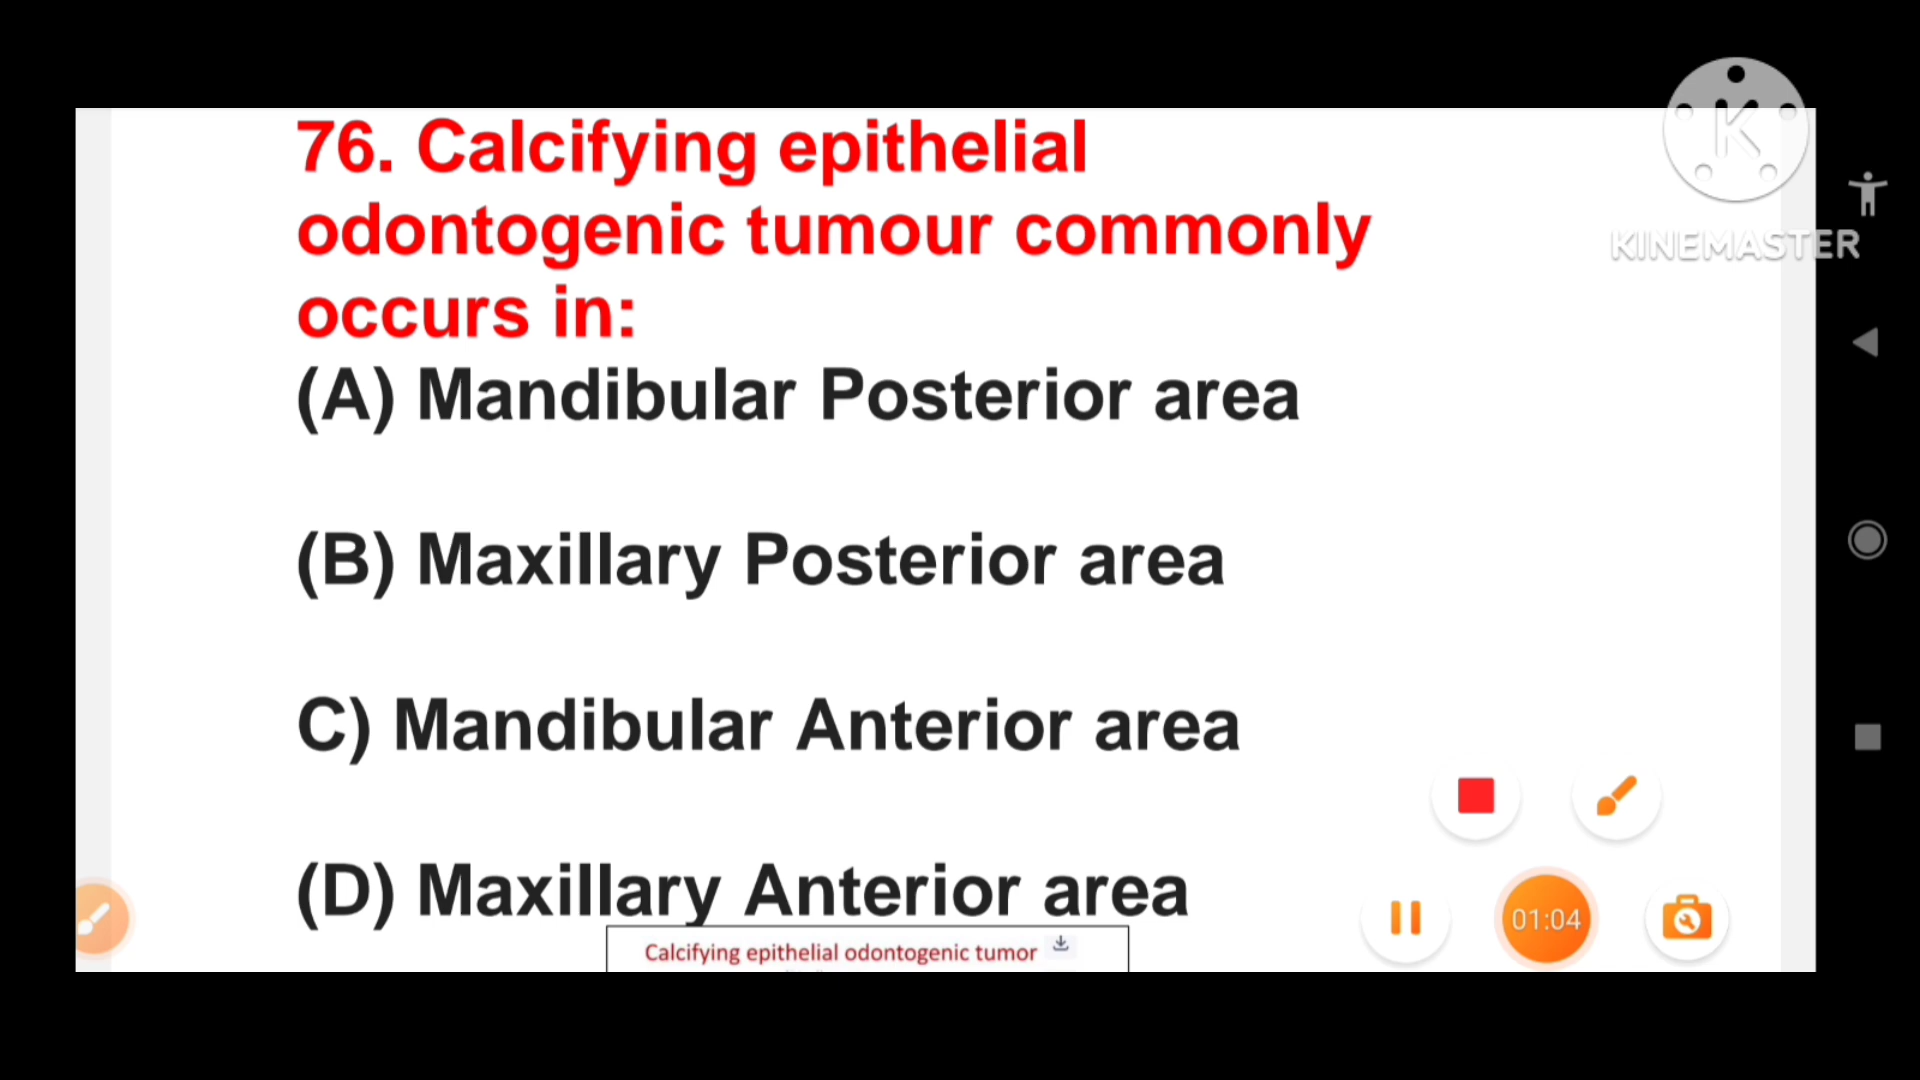 76. Calcifying epithelial
odontogenic tumour commonly
occurs in:
(A) Mandibular Posterior area
(B) Maxillary Posterior area
C) Mandibular Anterior area
(D) Maxillary Anterior area
Calcifying epithelial odontogenic tumor
K
KINEMASTER
01:04